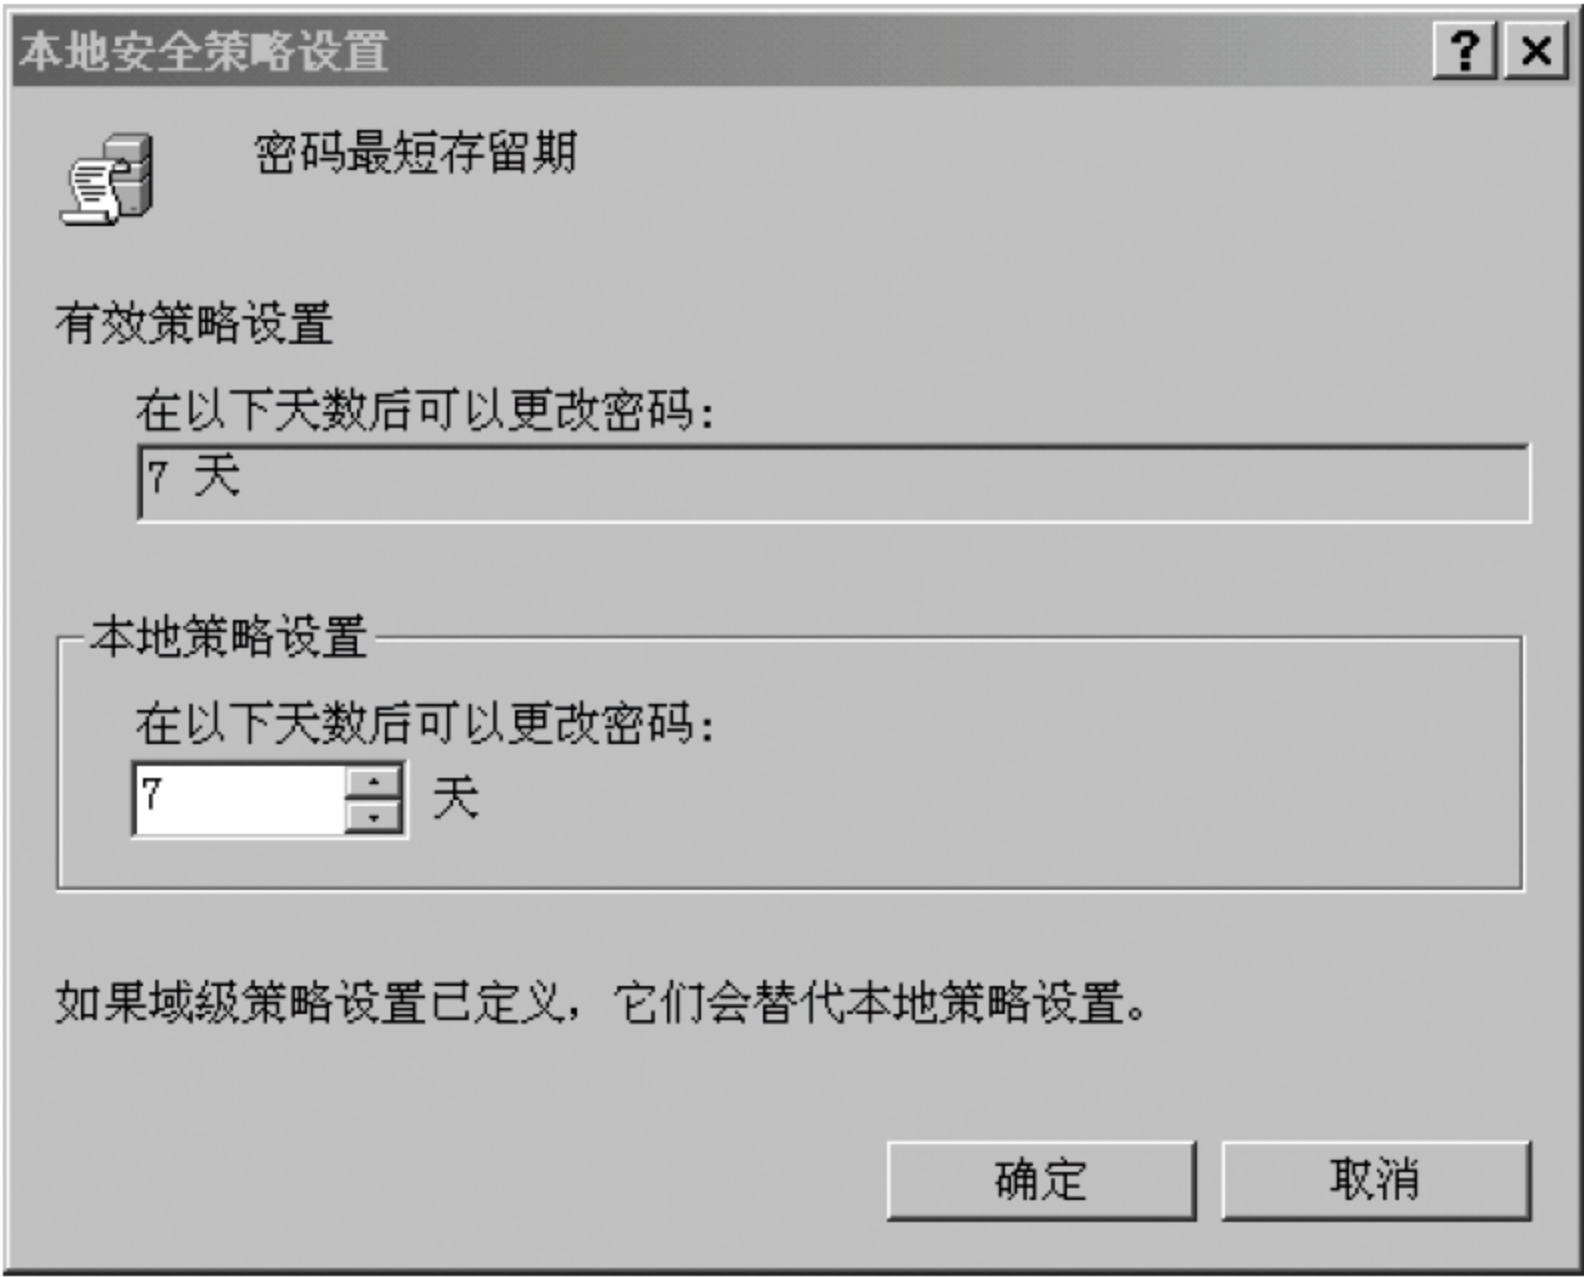 本地安全策略设置
密码最短存留期
有效策略设置
在以下天数后可以更改密码:
7 天
本地策略设置
在以下天数后可以更改密码:
7 天
如果域级策略设置已定义，它们会替代本地策略设置。
确定 取消